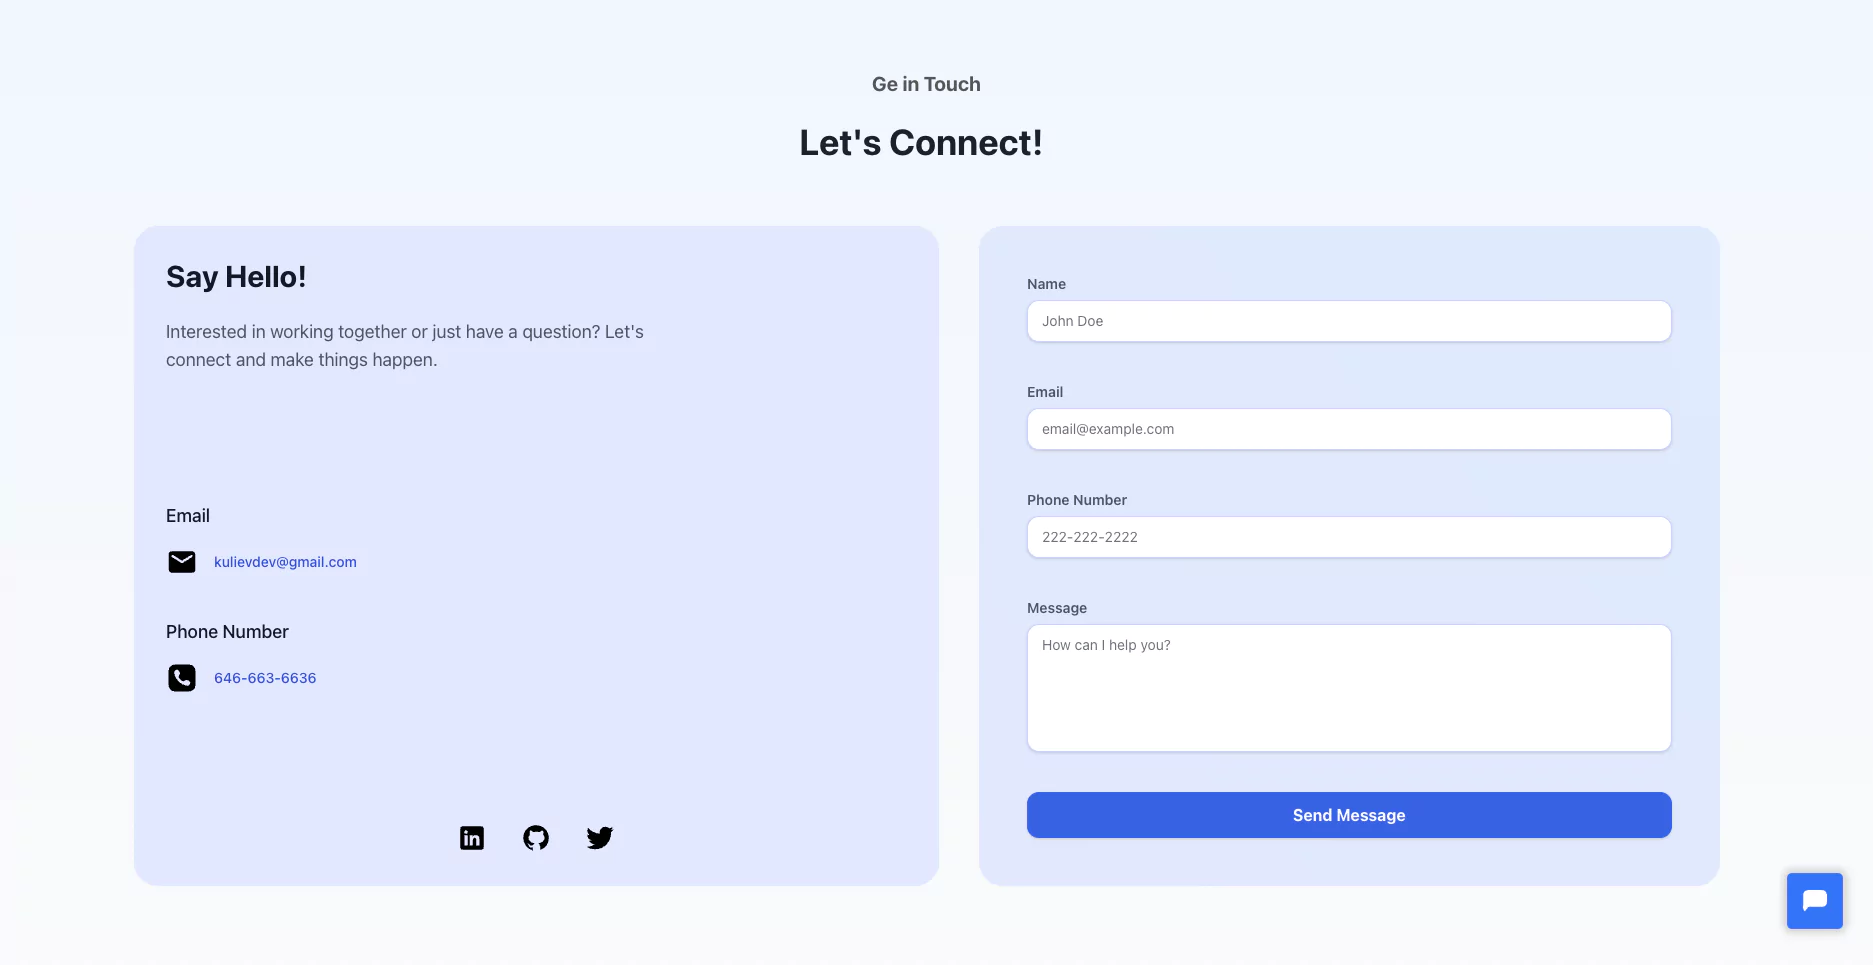 Ge in Touch
Let's Connect!
Say Hello!
Interested in working together or just have a question? Let's
connect and make things happen.
Email
kulievdev@gmail.com
Phone Number
646-663-6636
Name
John Doe
Email
email@example.com
Phone Number
222-222-2222
Message
How can I help you?
Send Message